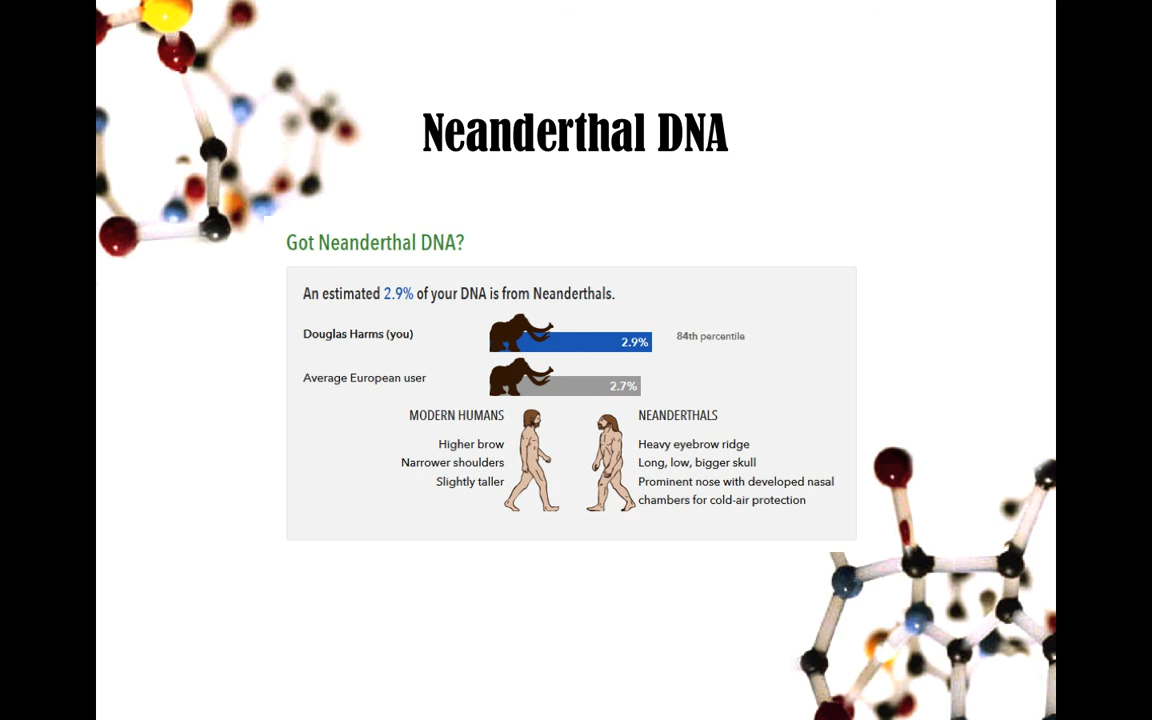 Neanderthal DNA
Got Neanderthal DNA?
An estimated 2.9% of your DNA is from Neanderthals.
Douglas Harms (you) 2.9% 84th percentile
Average European user 2.7%
MODERN HUMANS
Higher brow
Narrower shoulders
Slightly taller
NEANDERTHALS
Heavy eyebrow ridge
Long, low, bigger skull
Prominent nose with developed nasal
chambers for cold-air protection